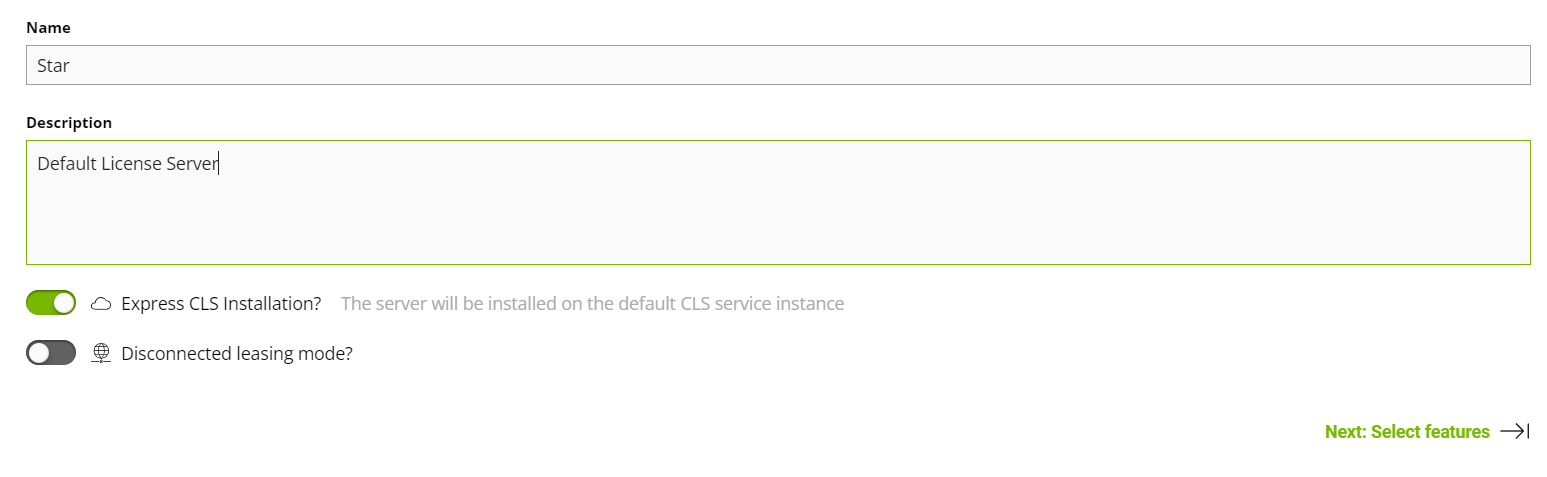 Name
Star
Description
Default License Server
Express CLS Installation? The server will be installed on the default CLS service instance
Disconnected leasing mode?
Next: Select features